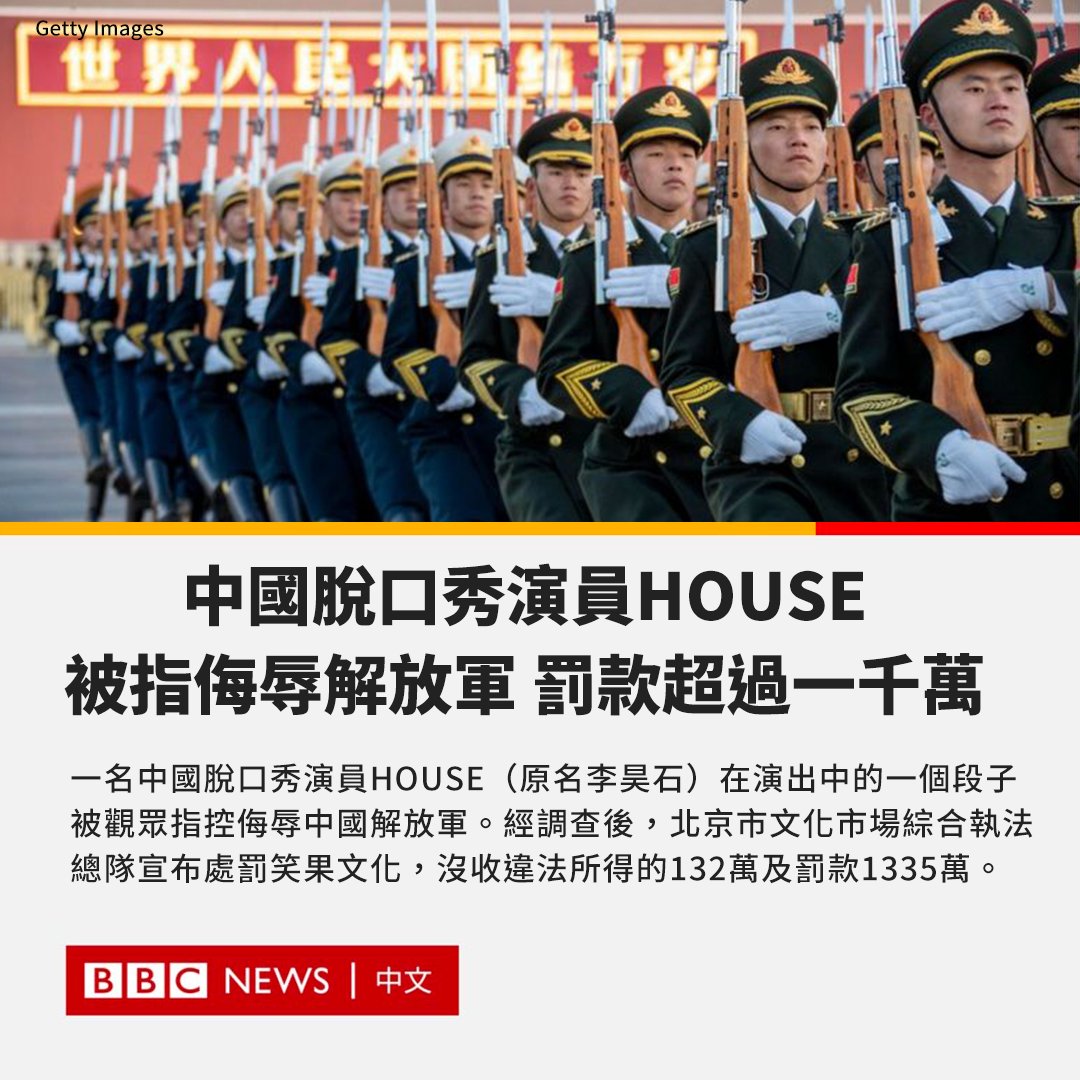 Getty Images
世界人民大团结万岁
中國脫口秀演員HOUSE
被指侮辱解放軍 罰款超過一千萬
一名中國脫口秀演員HOUSE（原名李昊石）在演出中的一個段子
被觀眾指控侮辱中國解放軍。經調查後，北京市文化市場綜合執法
總隊宣布處罰笑果文化，沒收違法所得的132萬及罰款1335萬。
BBC NEWS | 中文